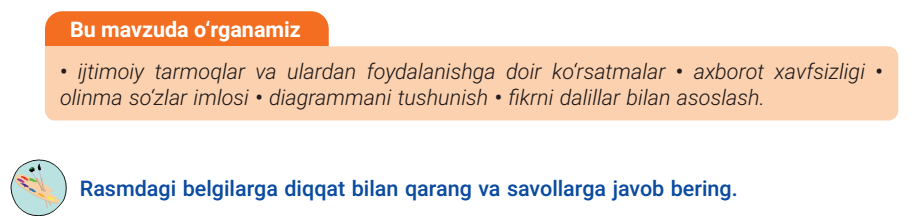 Bu mavzuda o‘rganamiz
• ijtimoiy tarmoqlar va ulardan foydalanishga doir ko‘rsatmalar • axborot xavfsizligi •
olinma so‘zlar imlosi • diagrammani tushunish • fikrni dalillar bilan asoslash.
Rasmdagi belgilarga diqqat bilan qarang va savollarga javob bering.